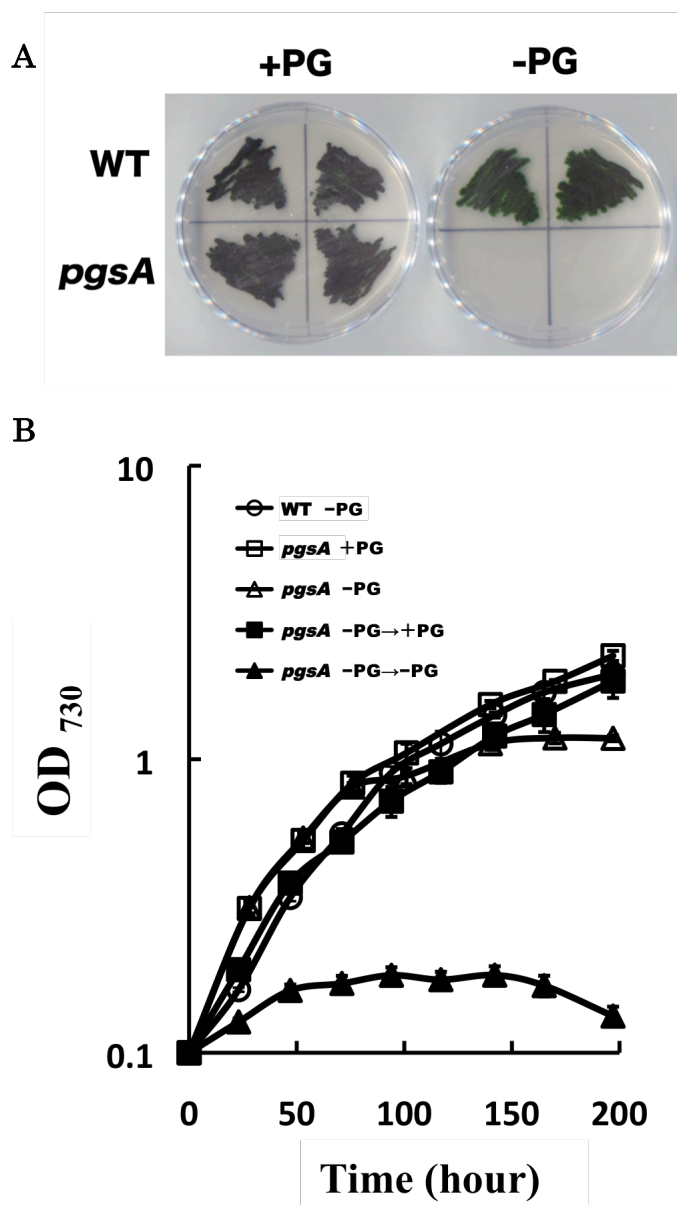 A
+PG
-PG
WT
pgsA
B
10
WT −PG
pgsA +PG
pgsA −PG
pgsA −PG→+PG
pgsA −PG→−PG
OD 730
1
0.1
0
50
100
150
200
Time (hour)